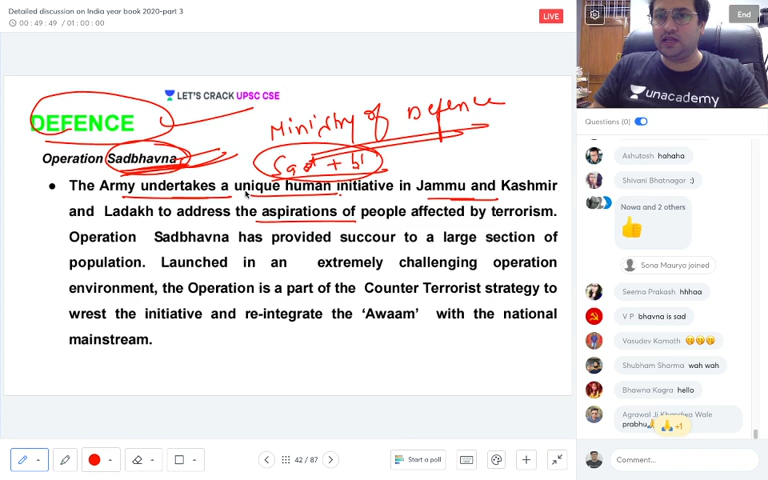 Detailed discussion on India year book 2020-part 3
00 : 49 : 49 / 01 : 00 : 00
LIVE
End
unacademy
LET'S CRACK UPSC CSE
DEFENCE
Ministry of Defence
Operation Sadbhavna
● The Army undertakes a unique human initiative in Jammu and Kashmir
and Ladakh to address the aspirations of people affected by terrorism.
Operation Sadbhavna has provided succour to a large section of
population. Launched in an extremely challenging operation
environment, the Operation is a part of the Counter Terrorist strategy to
wrest the initiative and re-integrate the 'Awaam' with the national
mainstream.
42 / 87
Start a poll
Questions (0)
Ashutosh hahaha
Shivani Bhatnagar :)
Nawa and 2 others
👍
Sona Maurya joined
Seema Prakash hhhaa
V P bhavna is sad
Vasudev Kamath 😁😁😁
Shubham Sharma wah wah
Bhawna Kagra hello
Agrawal Ji Khandwa Wale
prabhu🙏
🙏 +1
Comment...